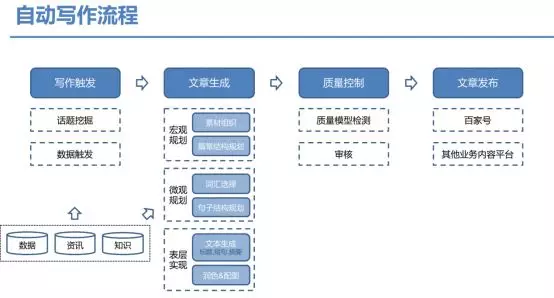 自动写作流程
写作触发
文章生成
质量控制
文章发布
话题挖掘
数据触发
数据
资讯
知识
宏观
规划
素材组织
篇章结构规划
微观
规划
词汇选择
句子结构规划
表层
实现
文本生成
标题,短句,摘要
润色&配图
质量模型检测
审核
百家号
其他业务内容平台